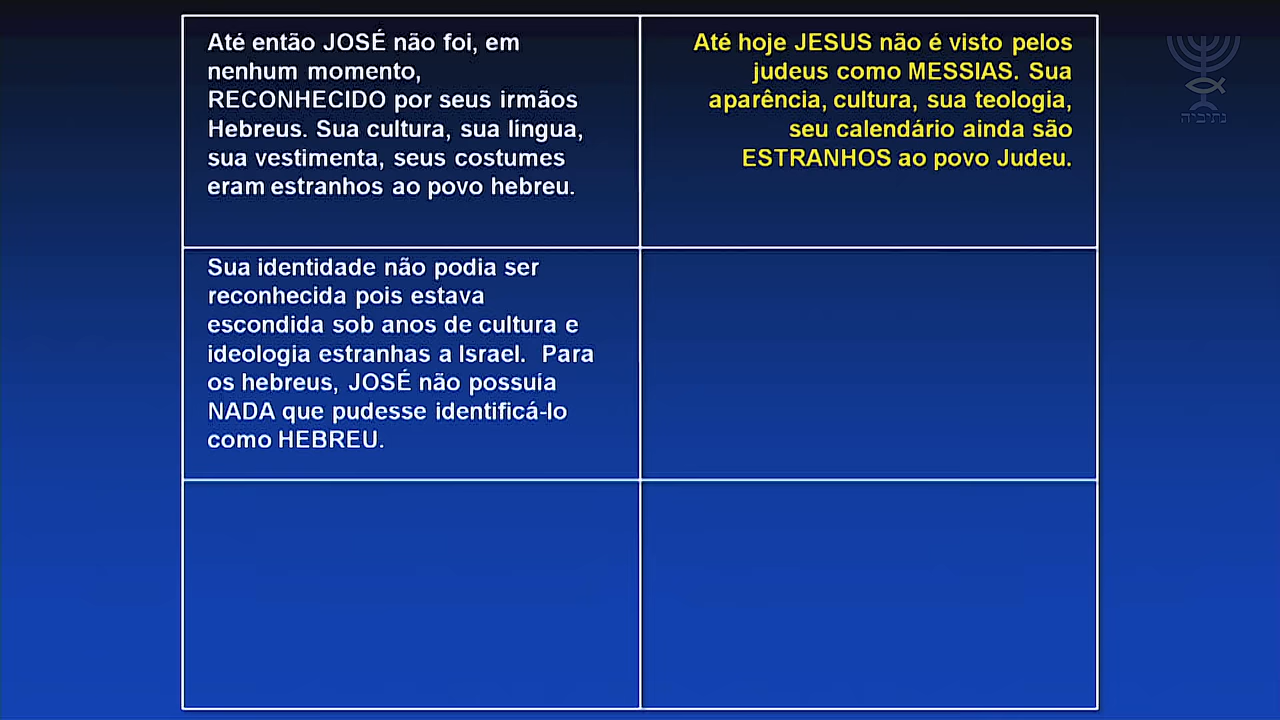 Até então JOSÉ não foi, em
nenhum momento,
RECONHECIDO por seus irmãos
Hebreus. Sua cultura, sua língua,
sua vestimenta, seus costumes
eram estranhos ao povo hebreu.
Até hoje JESUS não é visto pelos
judeus como MESSIAS. Sua
aparência, cultura, sua teologia,
seu calendário ainda são
ESTRANHOS ao povo Judeu.
Sua identidade não podia ser
reconhecida pois estava
escondida sob anos de cultura e
ideologia estranhas a Israel.  Para
os hebreus, JOSÉ não possuía
NADA que pudesse identificá-lo
como HEBREU.
נתיביה